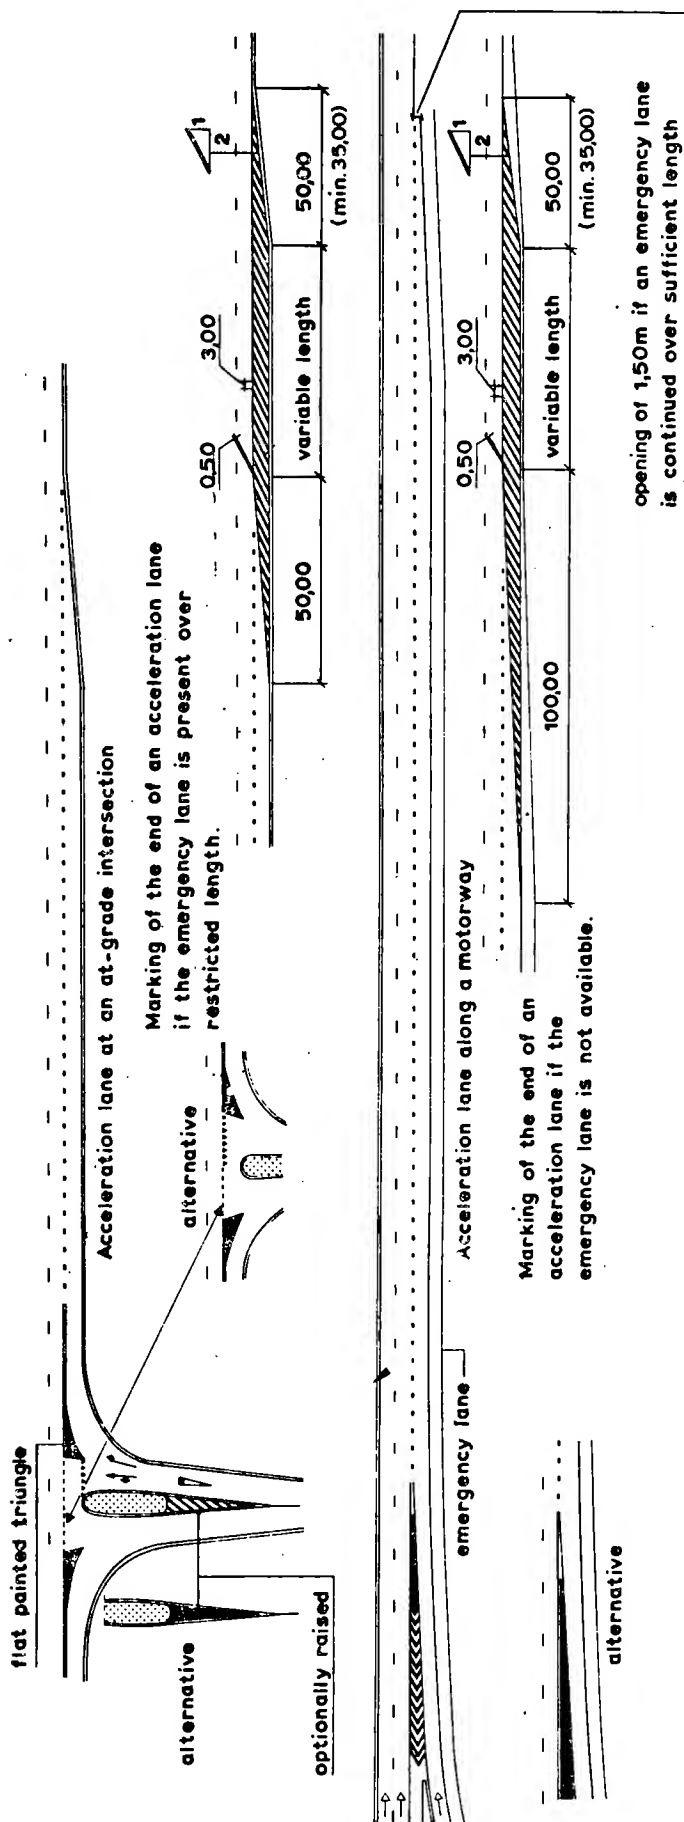 flat painted triangle
Acceleration lane at an at-grade intersection
alternative
optionally raised
alternative
Marking of the end of an acceleration lane
if the emergency lane is present over
restricted length.
0,50
3,00
1
2
50,00
variable length
50,00
(min. 35,00)
emergency lane
Acceleration lane along a motorway
alternative
Marking of the end of an
acceleration lane if the
emergency lane is not available.
0,50
3,00
1
2
100,00
variable length
50,00
(min. 35,00)
opening of 1,50m if an emergency lane
is continued over sufficient length